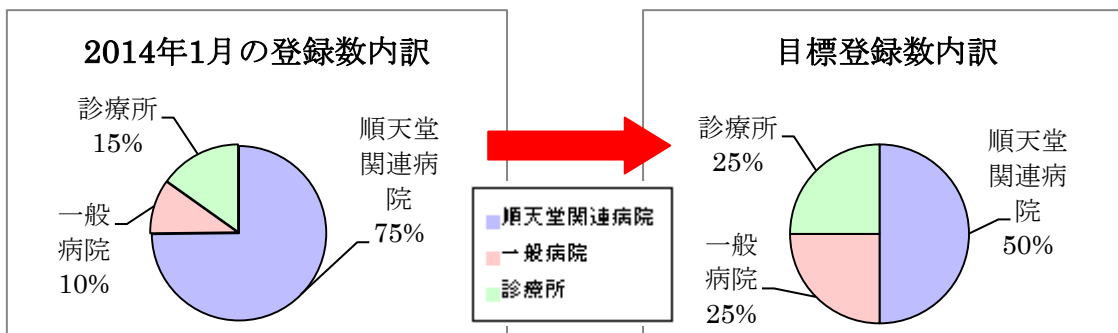 2014年1月の登録数内訳
診療所
15%
順天堂
関連病
院
75%
一般
病院
10%
順天堂関連病院
一般病院
診療所
目標登録数内訳
診療所
25%
順天堂
関連病
院
50%
一般
病院
25%